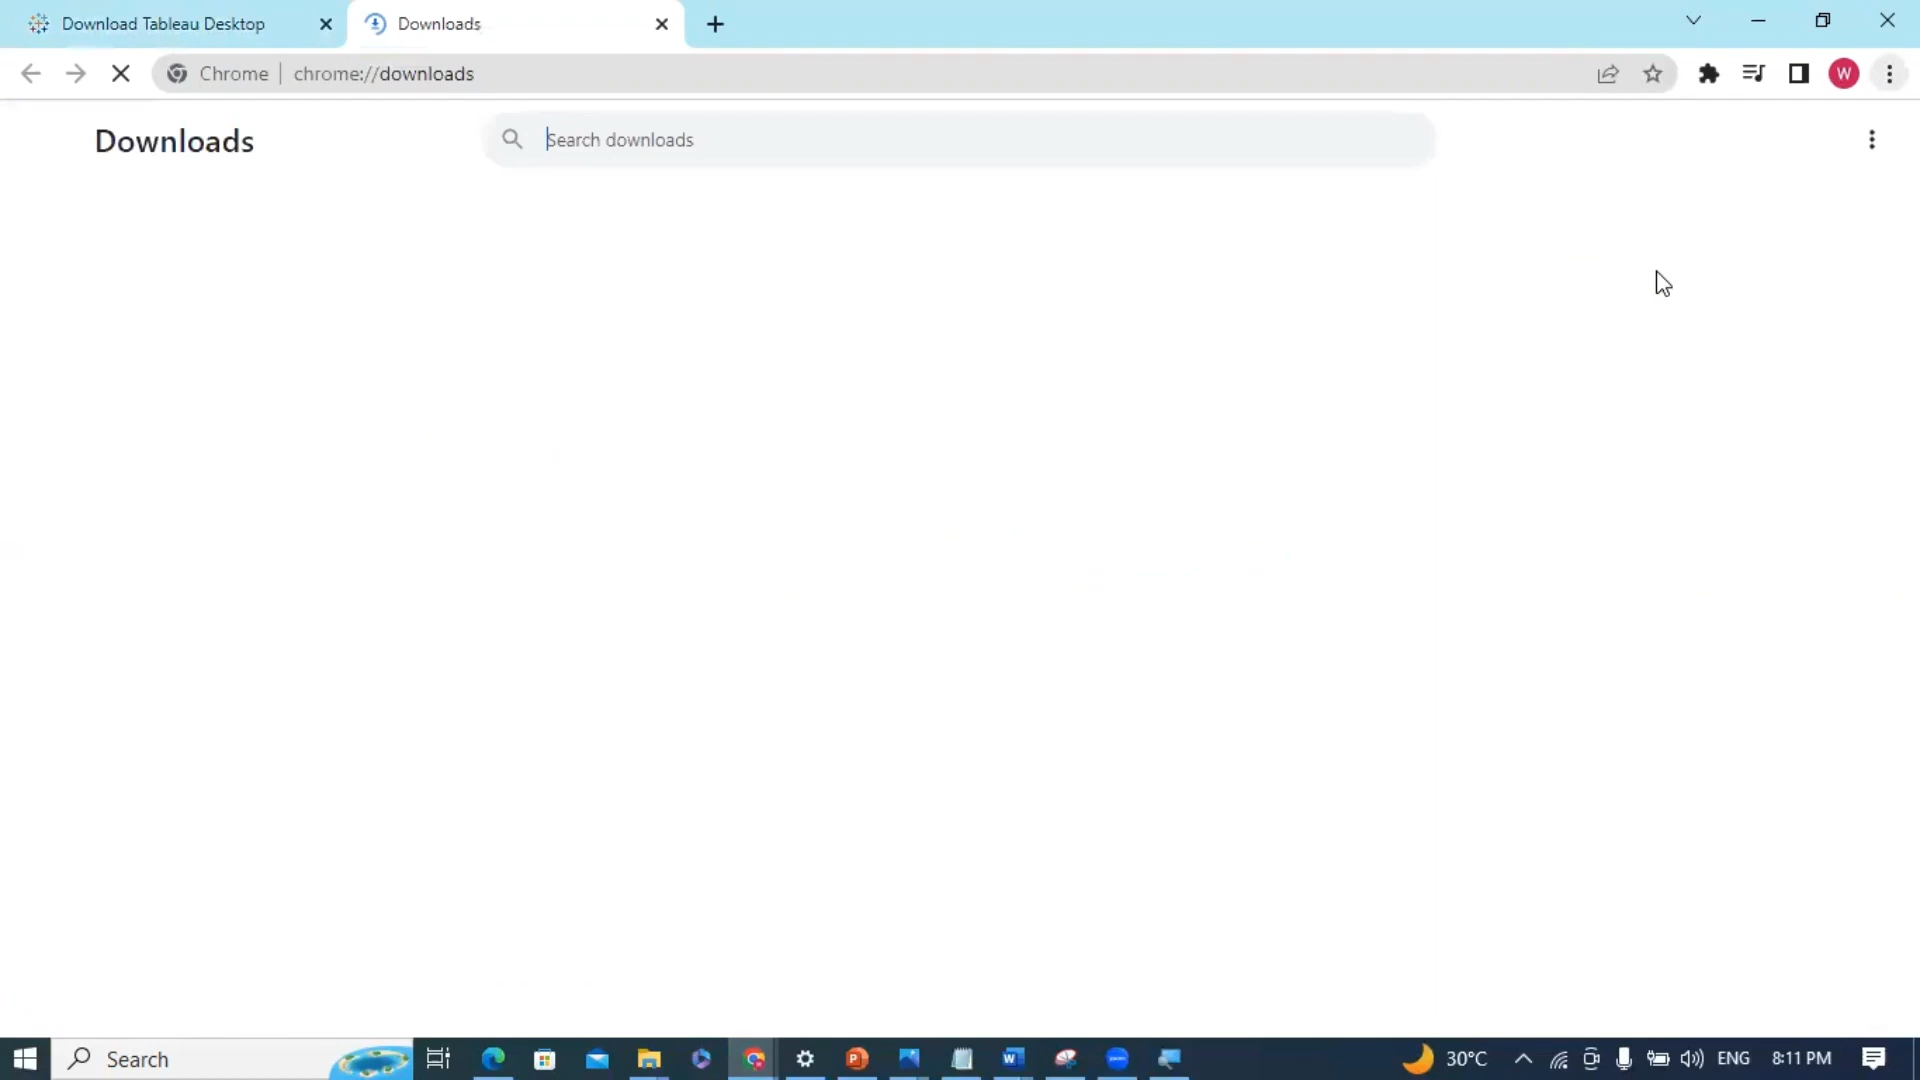 Download Tableau Desktop
Downloads
Chrome | chrome://downloads
W
Downloads
Search downloads
Search
30°C
ENG
8:11 PM